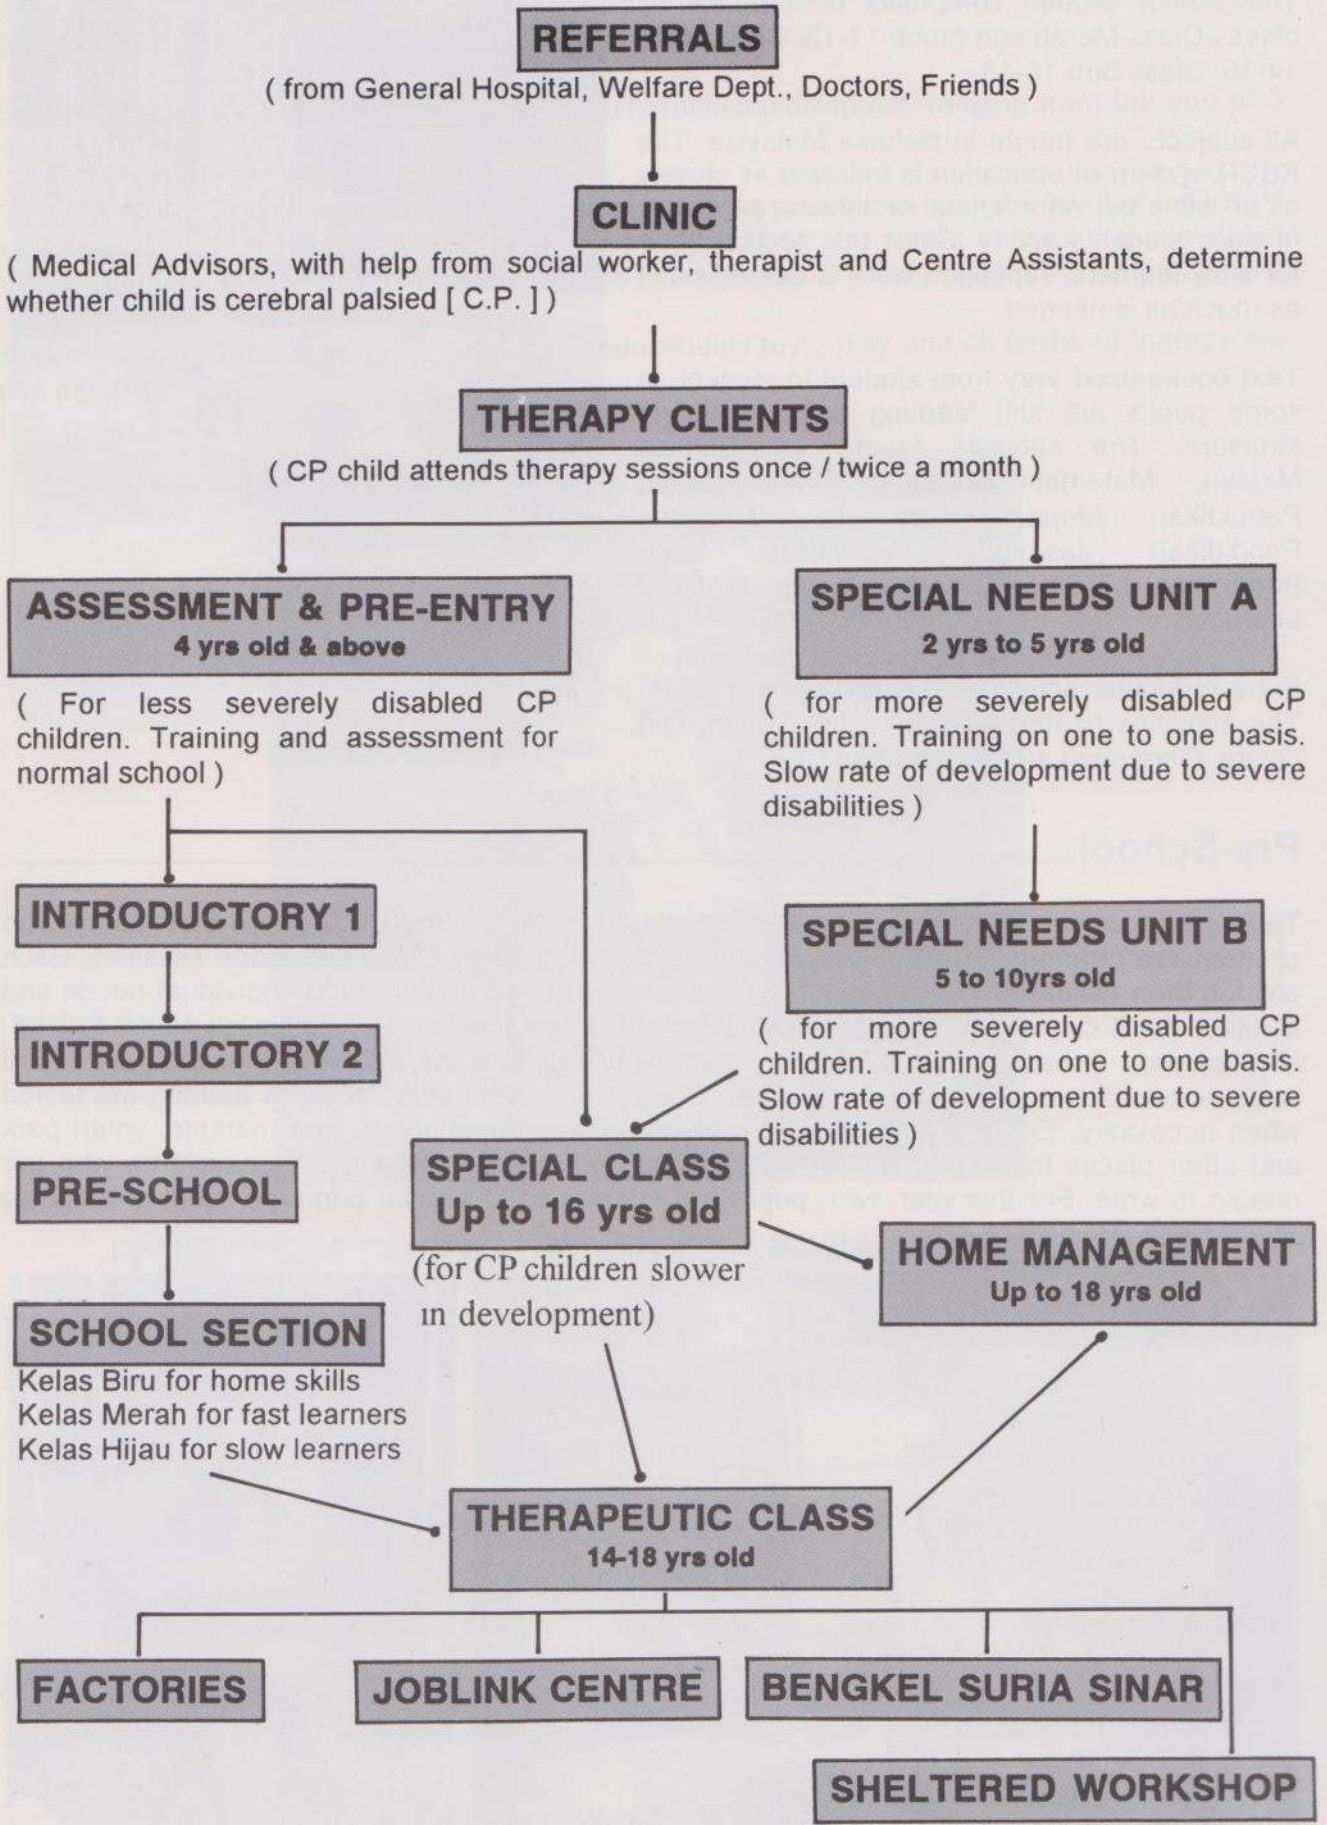 REFERRALS
( from General Hospital, Welfare Dept., Doctors, Friends )
CLINIC
( Medical Advisors, with help from social worker, therapist and Centre Assistants, determine
whether child is cerebral palsied [ C.P. ] )
THERAPY CLIENTS
( CP child attends therapy sessions once / twice a month )
ASSESSMENT & PRE-ENTRY
4 yrs old & above
( For less severely disabled CP
children. Training and assessment for
normal school )
SPECIAL NEEDS UNIT A
2 yrs to 5 yrs old
( for more severely disabled CP
children. Training on one to one basis.
Slow rate of development due to severe
disabilities )
INTRODUCTORY 1
INTRODUCTORY 2
PRE-SCHOOL
SCHOOL SECTION
Kelas Biru for home skills
Kelas Merah for fast learners
Kelas Hijau for slow learners
SPECIAL NEEDS UNIT B
5 to 10yrs old
( for more severely disabled CP
children. Training on one to one basis.
Slow rate of development due to severe
disabilities )
SPECIAL CLASS
Up to 16 yrs old
(for CP children slower
in development)
HOME MANAGEMENT
Up to 18 yrs old
THERAPEUTIC CLASS
14-18 yrs old
FACTORIES
JOBLINK CENTRE
BENGKEL SURIA SINAR
SHELTERED WORKSHOP